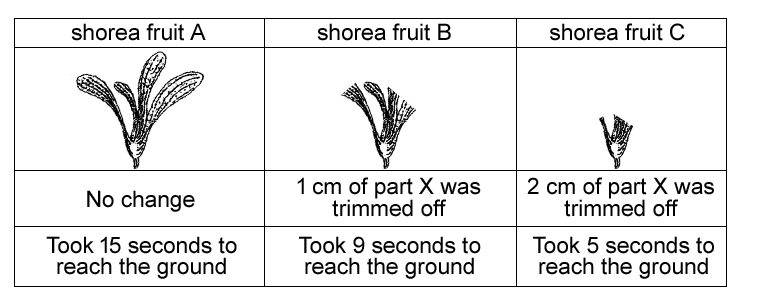 shorea fruit A
shorea fruit B
shorea fruit C
No change
1 cm of part X was
trimmed off
2 cm of part X was
trimmed off
Took 15 seconds to
reach the ground
Took 9 seconds to
reach the ground
Took 5 seconds to
reach the ground